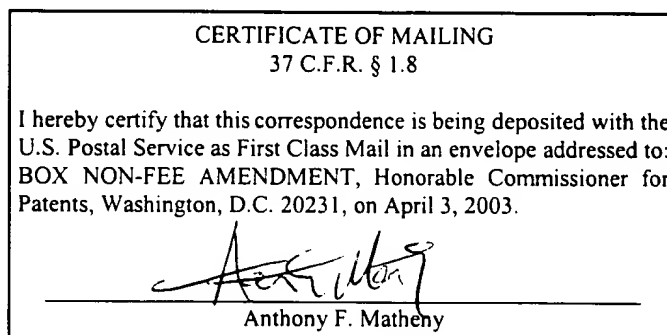 CERTIFICATE OF MAILING
37 C.F.R. § 1.8
I hereby certify that this correspondence is being deposited with the
U.S. Postal Service as First Class Mail in an envelope addressed to:
BOX NON-FEE AMENDMENT, Honorable Commissioner for
Patents, Washington, D.C. 20231, on April 3, 2003.
Anthony F. Matheny